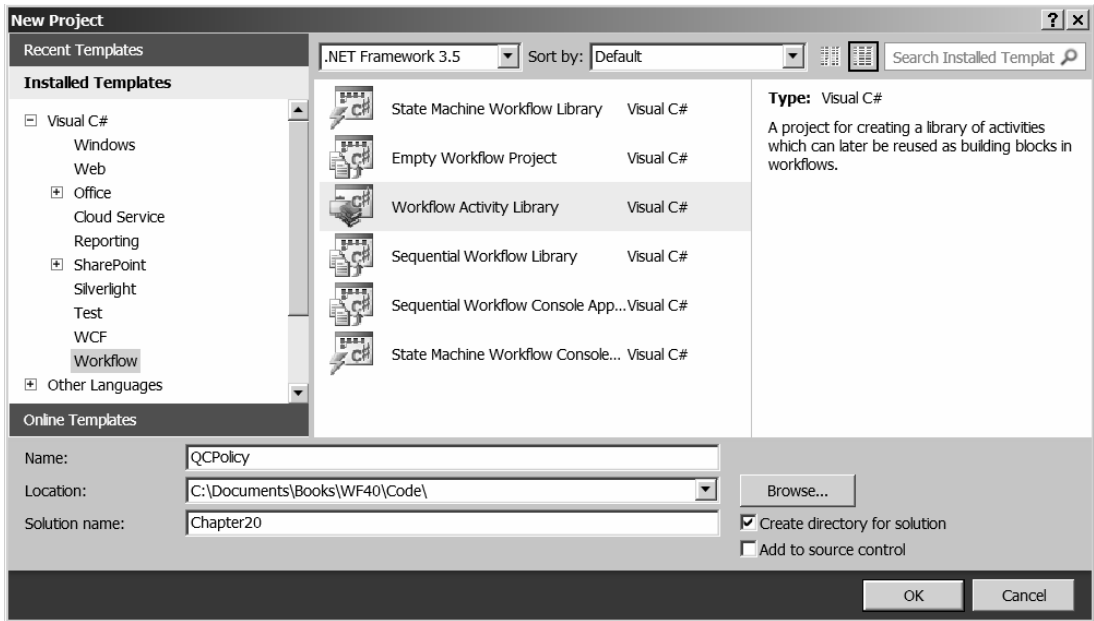 New Project
Recent Templates
.NET Framework 3.5
Sort by: Default
Search Installed Templat
Installed Templates
Visual C#
Windows
Web
Office
Cloud Service
Reporting
SharePoint
Silverlight
Test
WCF
Workflow
Other Languages
Online Templates
State Machine Workflow Library Visual C#
Empty Workflow Project Visual C#
Workflow Activity Library Visual C#
Sequential Workflow Library Visual C#
Sequential Workflow Console App... Visual C#
State Machine Workflow Console... Visual C#
Type: Visual C#
A project for creating a library of activities
which can later be reused as building blocks in
workflows.
Name: QCPolicy
Location: C:\Documents\Books\WF40\Code\
Browse...
Solution name: Chapter20
Create directory for solution
Add to source control
OK Cancel